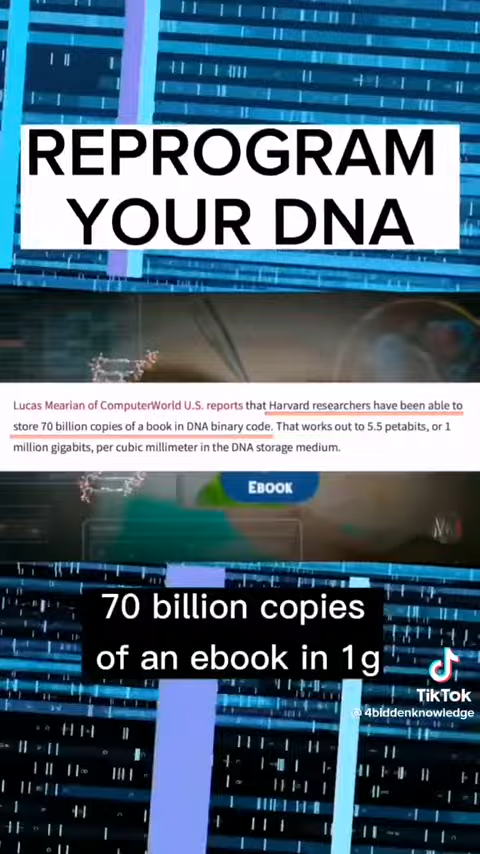 REPROGRAM
YOUR DNA
Lucas Mearian of ComputerWorld U.S. reports that Harvard researchers have been able to
store 70 billion copies of a book in DNA binary code. That works out to 5.5 petabits, or 1
million gigabits, per cubic millimeter in the DNA storage medium.
EBOOK
70 billion copies
of an ebook in 1g
TikTok
@4biddenknowledge